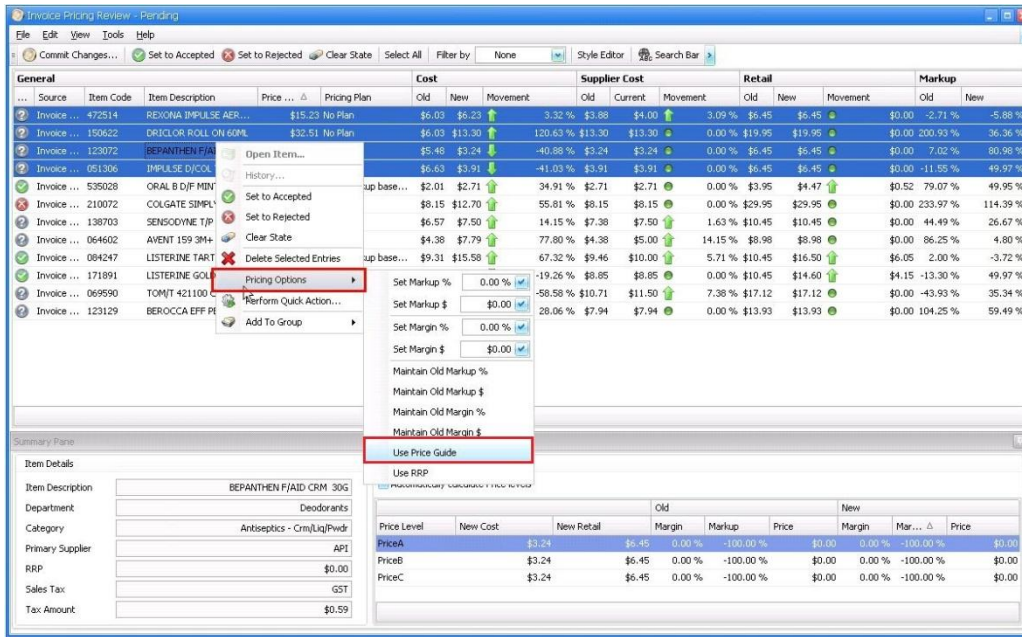 Invoice Pricing Review - Pending
File Edit View Tools Help
Commit Changes... Set to Accepted Set to Rejected Clear State Select All Filter by None Style Editor Search Bar
General Cost Supplier Cost Retail Markup
... Source Item Code Item Description Price ... Pricing Plan Old New Movement Old Current Movement Old New Movement Old New
Invoice ... 472514 REXONA IMPULSE AER... $15.23 No Plan $6.03 $6.23 3.32 % $3.88 $4.00 3.09 % $6.45 $6.45 $0.00 -2.71 % -5.88 %
Invoice ... 150622 DRICLOR ROLL ON 60ML $32.51 No Plan $6.03 $13.30 120.63 % $13.30 $13.30 0.00 % $19.95 $19.95 $0.00 200.93 % 36.36 %
Invoice ... 123072 BEPANTHEN F/AI $5.48 $3.24 -40.88 % $3.24 $3.24 0.00 % $6.45 $6.45 $0.00 7.02 % 80.98 %
Invoice ... 051306 IMPULSE D/COL $6.63 $3.91 -41.03 % $3.91 $3.91 0.00 % $6.45 $6.45 $0.00 -11.55 % 49.97 %
Invoice ... 535028 ORAL B D/F MIN up base... $2.01 $2.71 34.91 % $2.71 $2.71 0.00 % $3.95 $4.47 $0.52 79.07 % 49.95 %
Invoice ... 210072 COLGATE SIMPL $8.15 $12.70 55.81 % $8.15 $8.15 0.00 % $29.95 $29.95 $0.00 233.97 % 114.39 %
Invoice ... 138703 SENSODYNE T/P $6.57 $7.50 14.15 % $7.38 $7.50 1.63 % $10.45 $10.45 $0.00 44.49 % 26.67 %
Invoice ... 064602 AVENT 159 3M+ $4.38 $7.79 77.80 % $4.38 $5.00 14.15 % $8.98 $8.98 $0.00 86.25 % 4.80 %
Invoice ... 084247 LISTERINE TART up base... $9.31 $15.58 67.32 % $9.46 $10.00 5.71 % $10.45 $16.50 $6.05 2.00 % -3.72 %
Invoice ... 171891 LISTERINE GOL -19.26 % $8.85 $8.85 0.00 % $10.45 $14.60 $4.15 -13.30 % 49.97 %
Invoice ... 069590 TOM/T 421100 C -58.58 % $10.71 $11.50 7.38 % $17.12 $17.12 $0.00 -43.93 % 35.34 %
Invoice ... 123129 BEROCCA EFF P 28.06 % $7.94 $7.94 0.00 % $13.93 $13.93 $0.00 104.25 % 59.49 %
Open Item...
History...
Set to Accepted
Set to Rejected
Clear State
Delete Selected Entries
Pricing Options
Perform Quick Action...
Add To Group
Set Markup % 0.00 %
Set Markup $ $0.00
Set Margin % 0.00 %
Set Margin $ $0.00
Maintain Old Markup %
Maintain Old Markup $
Maintain Old Margin %
Maintain Old Margin $
Use Price Guide
Use RRP
Summary Pane
Item Details
Item Description BEPANTHEN F/AID CRM 30G
Department Deodorants
Category Antiseptics - Crm/Liq/Pwdr
Primary Supplier API
RRP $0.00
Sales Tax GST
Tax Amount $0.59
Automatically calculate Price levels
Old New
Price Level New Cost New Retail Margin Markup Price Margin Mar... Price
PriceA $3.24 $6.45 0.00 % -100.00 % $0.00 0.00 % -100.00 % $0.00
PriceB $3.24 $6.45 0.00 % -100.00 % $0.00 0.00 % -100.00 % $0.00
PriceC $3.24 $6.45 0.00 % -100.00 % $0.00 0.00 % -100.00 % $0.00